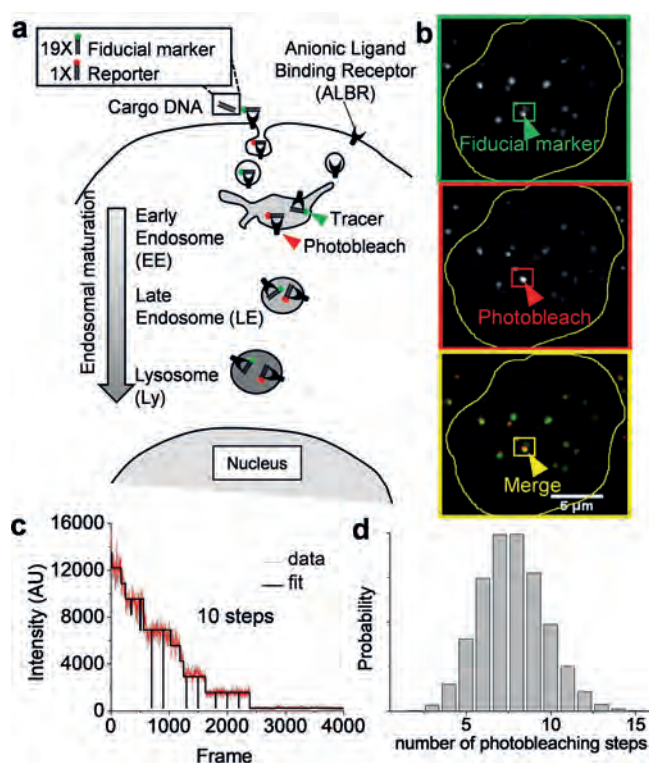 a
19X Fiducial marker
1X Reporter
Cargo DNA
Anionic Ligand
Binding Receptor
(ALBR)
Endosomal maturation
Early
Endosome
(EE)
Tracer
Photobleach
Late
Endosome (LE)
Lysosome
(Ly)
Nucleus
b
Fiducial marker
Photobleach
Merge
5 µm
c
16000
12000
8000
4000
0
Intensity (AU)
data
fit
10 steps
0 1000 2000 3000 4000
Frame
d
Probability
5 10 15
number of photobleaching steps